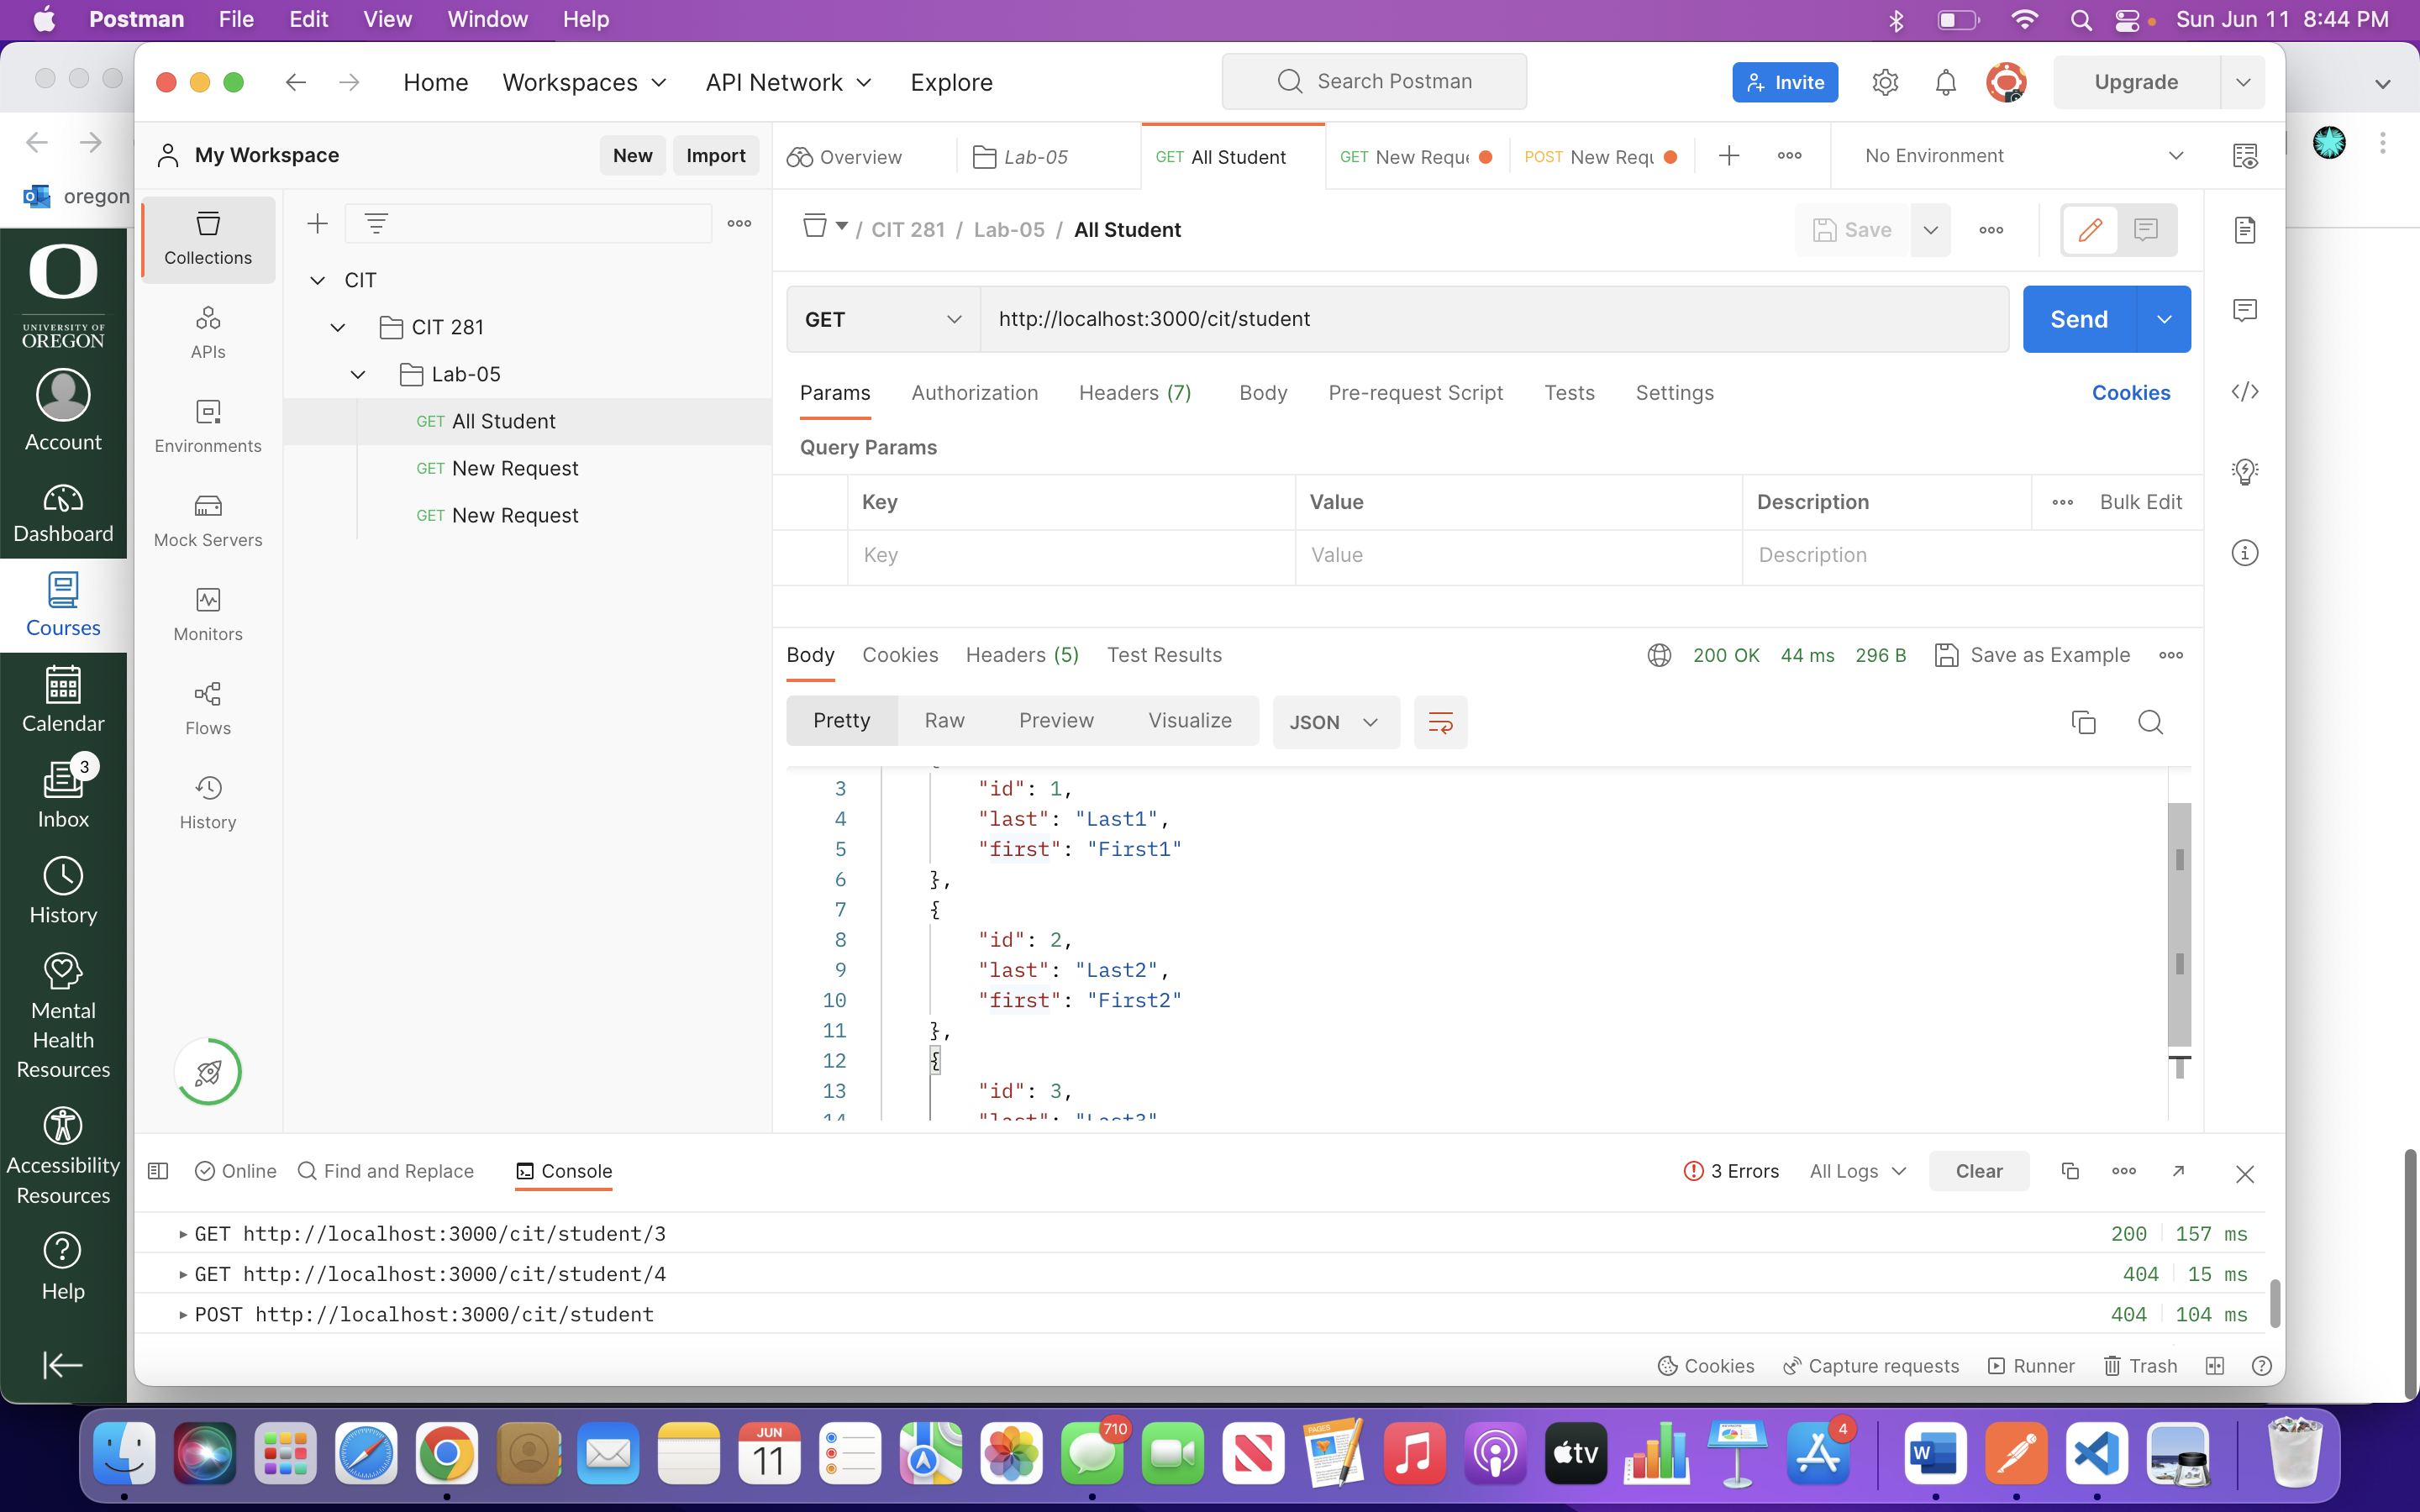 Postman File Edit View Window Help Sun Jun 11 8:44 PM
Home Workspaces API Network Explore Search Postman Invite Upgrade
My Workspace New Import Overview Lab-05 GET All Student GET New Reque POST New Requ No Environment
oregon
Collections
APIs
Environments
Mock Servers
Monitors
Flows
History
UNIVERSITY OF
OREGON
Account
Dashboard
Courses
Calendar
3
Inbox
History
Mental
Health
Resources
Accessibility
Resources
Help
CIT
CIT 281
Lab-05
GET All Student
GET New Request
GET New Request
/ CIT 281 / Lab-05 / All Student Save
GET http://localhost:3000/cit/student Send
Params Authorization Headers (7) Body Pre-request Script Tests Settings Cookies
Query Params
Key Value Description Bulk Edit
Key Value Description
Body Cookies Headers (5) Test Results 200 OK 44 ms 296 B Save as Example
Pretty Raw Preview Visualize JSON
3 "id": 1,
4 "last": "Last1",
5 "first": "First1"
6 },
7 {
8 "id": 2,
9 "last": "Last2",
10 "first": "First2"
11 },
12 {
13 "id": 3,
14 "last": "Last3"
Online Find and Replace Console 3 Errors All Logs Clear
GET http://localhost:3000/cit/student/3 200 157 ms
GET http://localhost:3000/cit/student/4 404 15 ms
POST http://localhost:3000/cit/student 404 104 ms
Cookies Capture requests Runner Trash
JUN
11
710
PAGES
tv
4
W